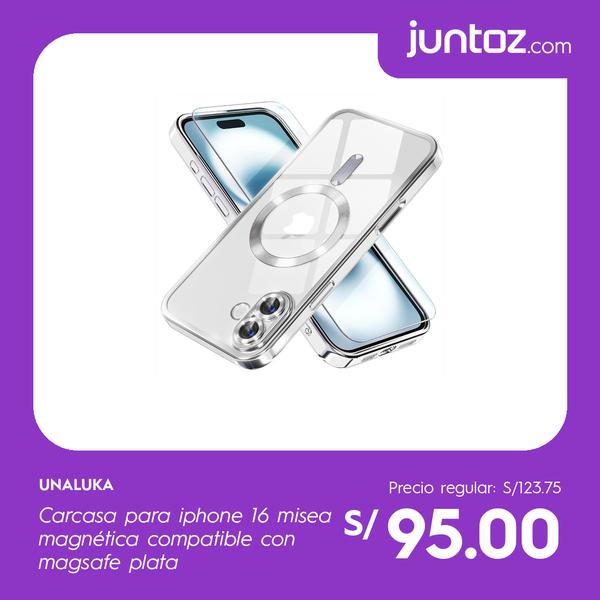 juntoz.com
UNALUKA
Carcasa para iphone 16 misea
magnética compatible con
magsafe plata
Precio regular: S/123.75
S/ 95.00